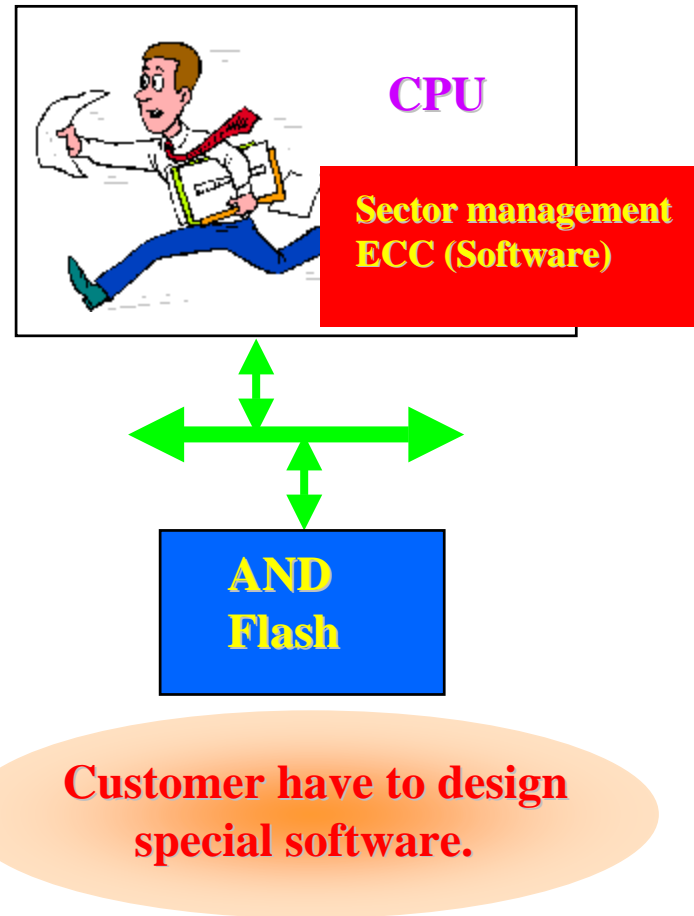 CPU
Sector management
ECC (Software)
AND
Flash
Customer have to design
special software.